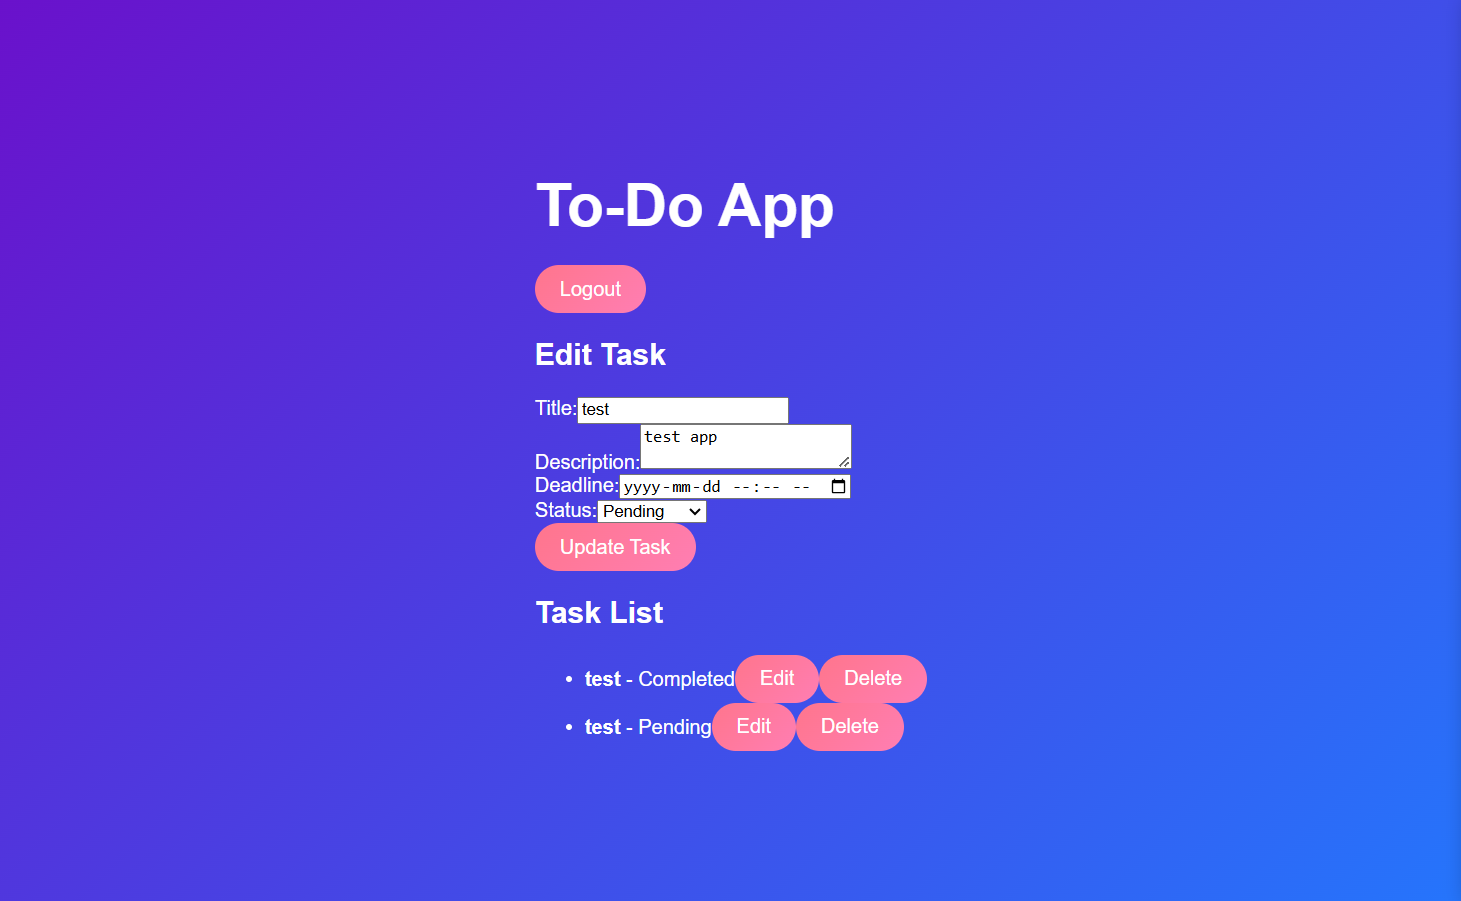 To-Do App
Logout
Edit Task
Title: test
Description: test app
Deadline: yyyy-mm-dd --:-- --
Status: Pending
Update Task
Task List
test - Completed Edit Delete
test - Pending Edit Delete